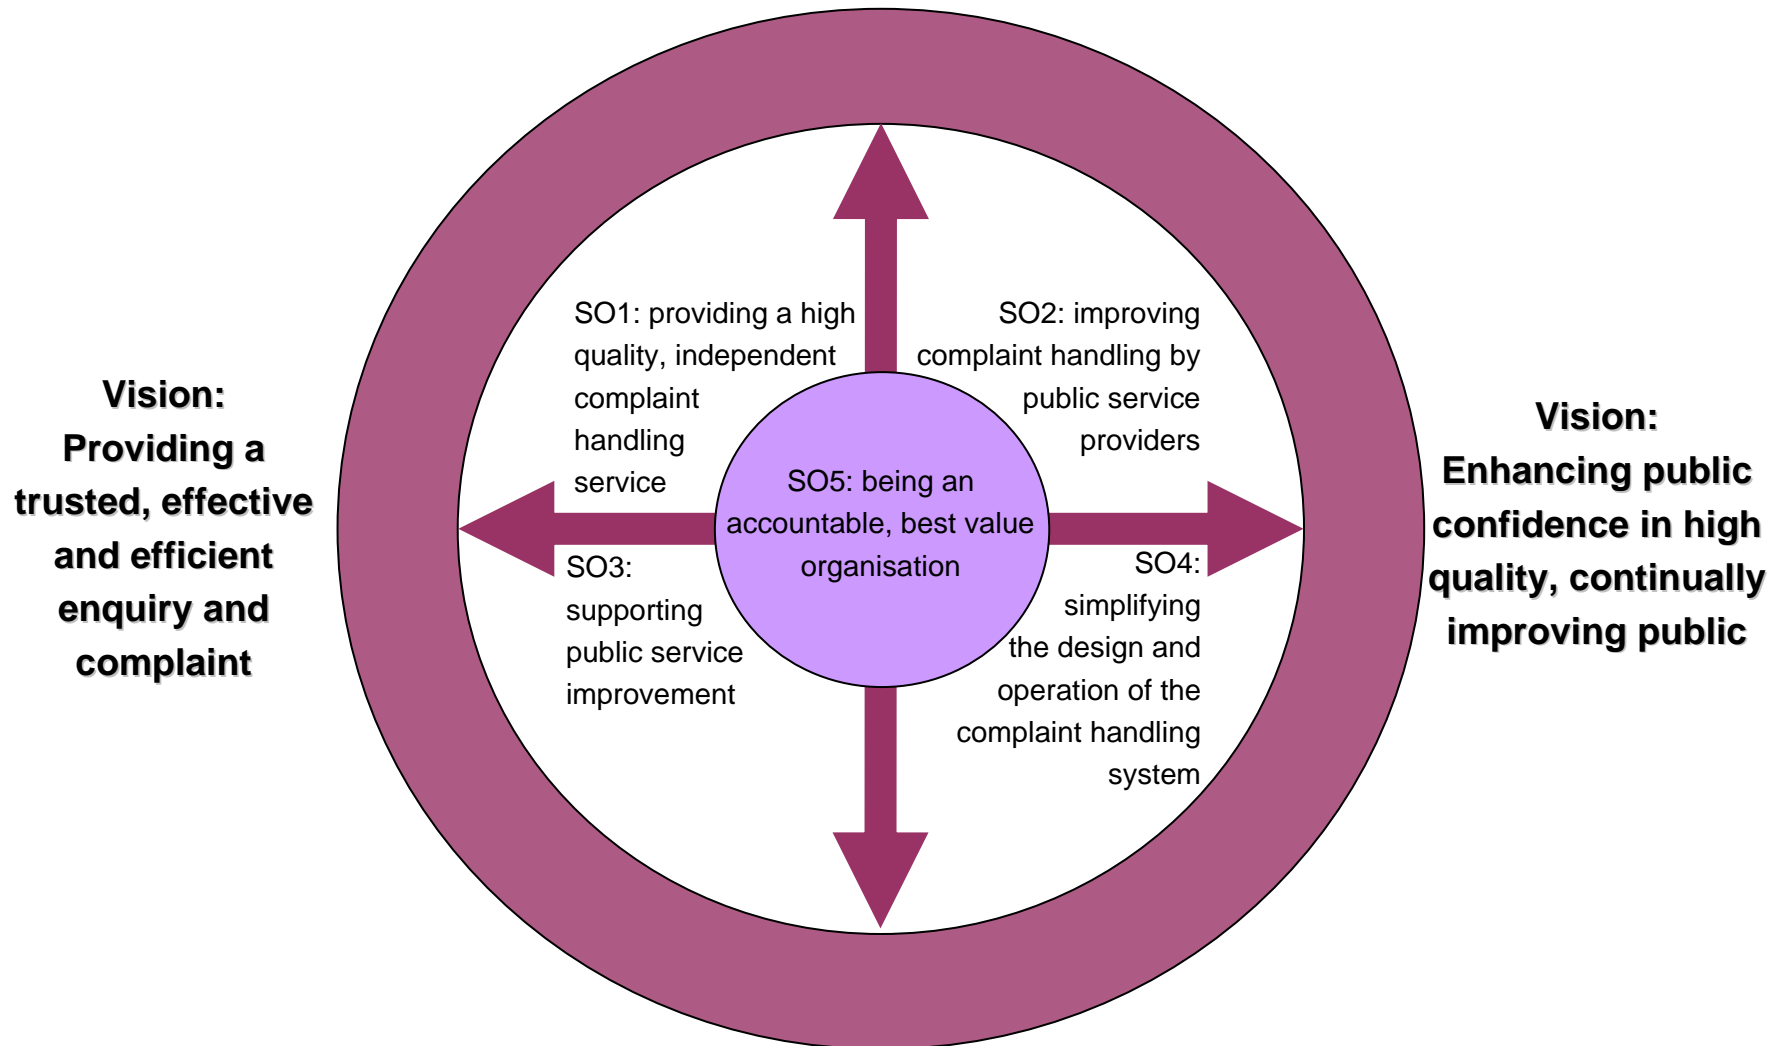 Vision:
Providing a
trusted, effective
and efficient
enquiry and
complaint
SO1: providing a high
quality, independent
complaint
handling
service
SO2: improving
complaint handling by
public service
providers
SO5: being an
accountable, best value
organisation
SO3:
supporting
public service
improvement
SO4:
simplifying
the design and
operation of the
complaint handling
system
Vision:
Enhancing public
confidence in high
quality, continually
improving public